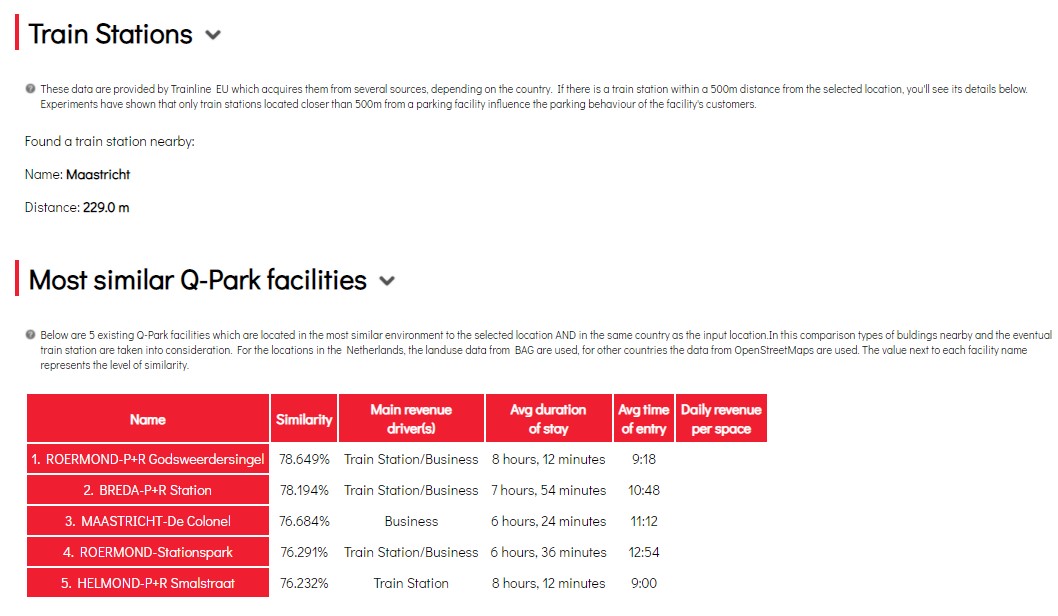 Train Stations
These data are provided by Trainline EU which acquires them from several sources, depending on the country. If there is a train station within a 500m distance from the selected location, you'll see its details below.
Experiments have shown that only train stations located closer than 500m from a parking facility influence the parking behaviour of the facility's customers.
Found a train station nearby:
Name: Maastricht
Distance: 229.0 m
Most similar Q-Park facilities
Below are 5 existing Q-Park facilities which are located in the most similar environment to the selected location AND in the same country as the input location.In this comparison types of buldings nearby and the eventual
train station are taken into consideration. For the locations in the Netherlands, the landuse data from BAG are used, for other countries the data from OpenStreetMaps are used. The value next to each facility name
represents the level of similarity.
Name Similarity Main revenue driver(s) Avg duration of stay Avg time of entry Daily revenue per space
1. ROERMOND-P+R Godsweerdersingel 78.649% Train Station/Business 8 hours, 12 minutes 9:18
2. BREDA-P+R Station 78.194% Train Station/Business 7 hours, 54 minutes 10:48
3. MAASTRICHT-De Colonel 76.684% Business 6 hours, 24 minutes 11:12
4. ROERMOND-Stationspark 76.291% Train Station/Business 6 hours, 36 minutes 12:54
5. HELMOND-P+R Smalstraat 76.232% Train Station 8 hours, 12 minutes 9:00